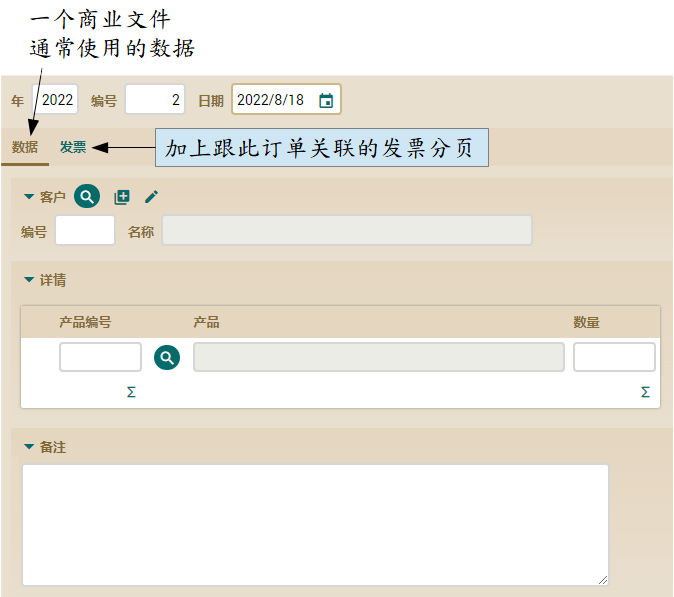 一个商业文件
通常使用的数据
年 2022 编号 2 日期 2022/8/18
数据 发票 加上跟此订单关联的发票分页
客户
编号 名称
详情
产品编号 产品 数量
Σ Σ
备注